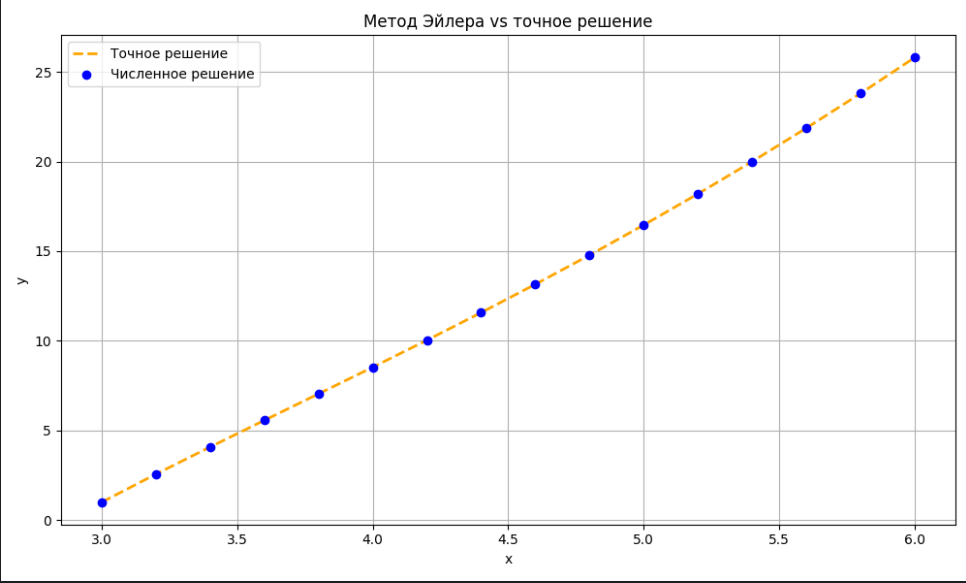 Метод Эйлера vs точное решение
Точное решение
Численное решение
25
20
15
10
5
0
y
3.0 3.5 4.0 4.5 5.0 5.5 6.0
x